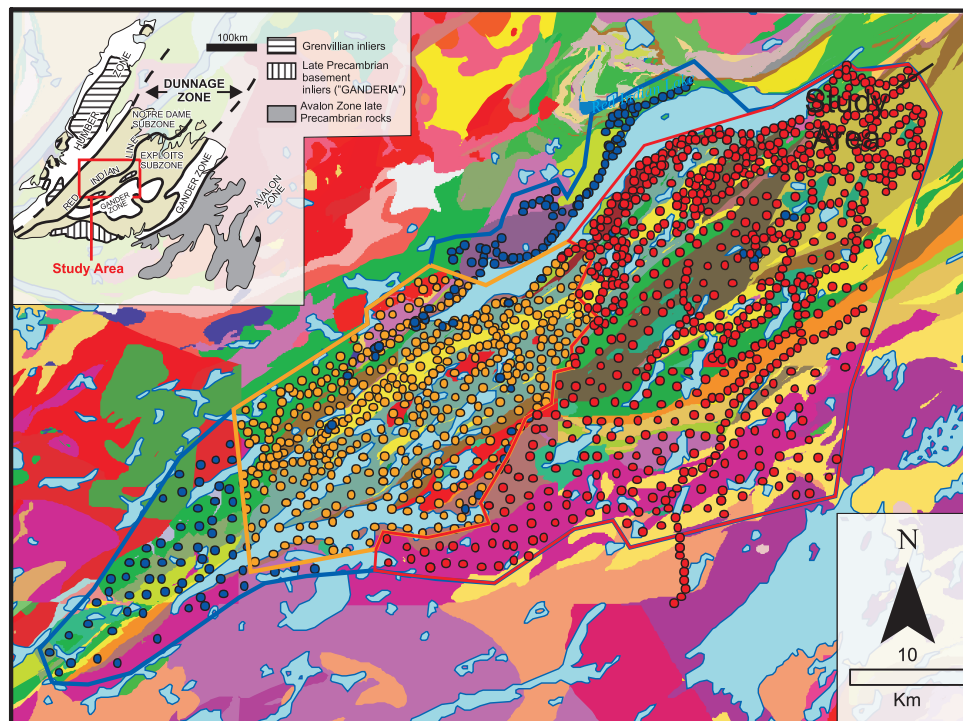 100km
Grenvillian inliers
Late Precambrian
basement
inliers ("GANDERIA")
Avalon Zone late
Precambrian rocks
HUMBER
ZONE
DUNNAGE
ZONE
NOTRE DAME
SUBZONE
EXPLOITS
SUBZONE
RED
INDIAN
LINE
GANDER
ZONE
GANDER ZONE
AVALON
ZONE
Study Area
Study
Area
N
10
Km